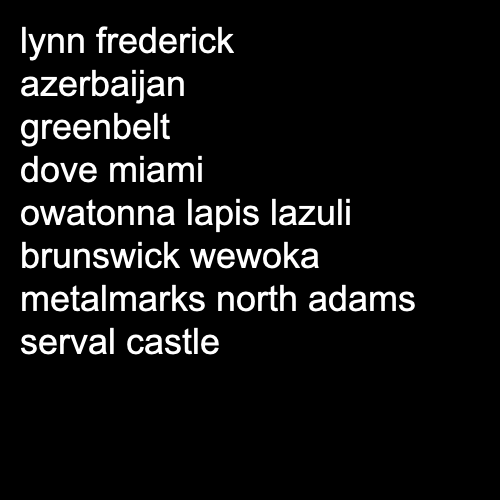 lynn frederick
azerbaijan
greenbelt
dove miami
owatonna lapis lazuli
brunswick wewoka
metalmarks north adams
serval castle